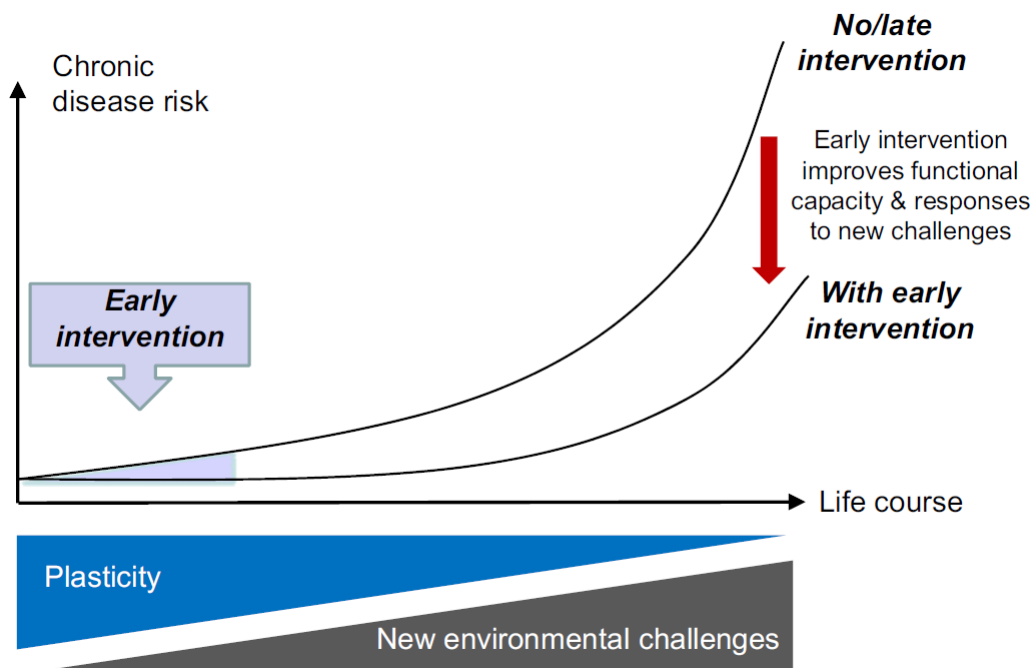 Chronic
disease risk
No/late
intervention
Early intervention
improves functional
capacity & responses
to new challenges
Early
intervention
With early
intervention
Life course
Plasticity
New environmental challenges